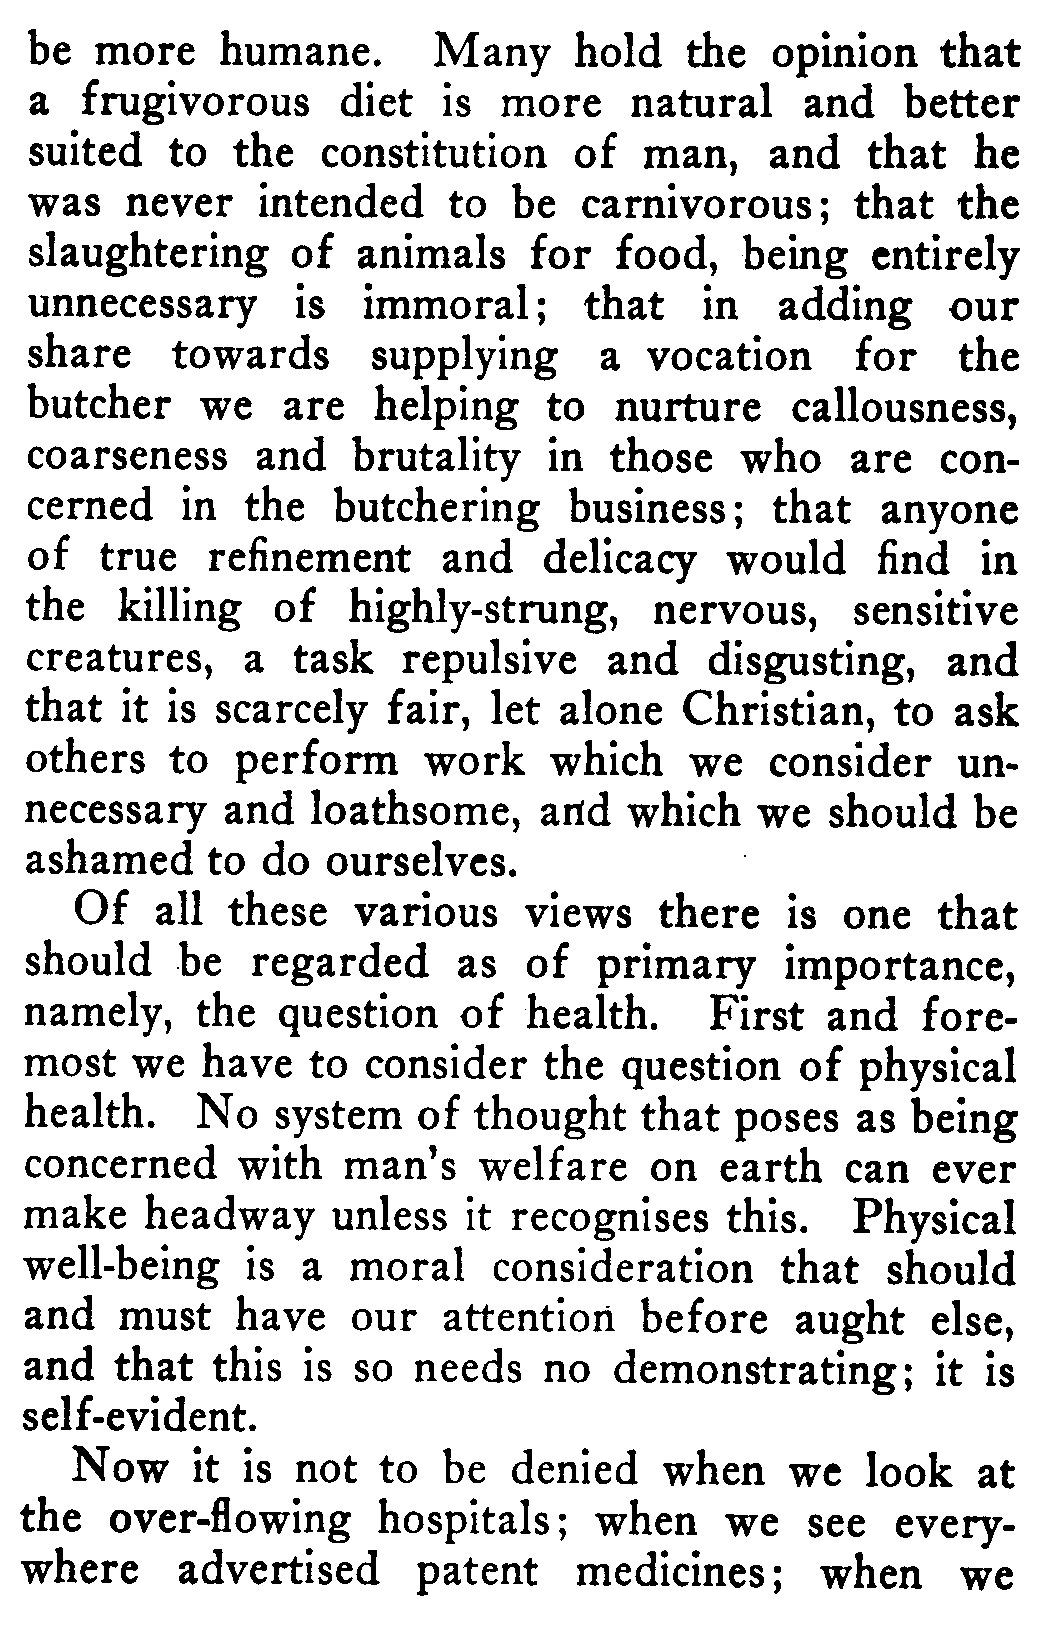 be more humane. Many hold the opinion that
a frugivorous diet is more natural and better
suited to the constitution of man, and that he
was never intended to be carnivorous; that the
slaughtering of animals for food, being entirely
unnecessary is immoral; that in adding our
share towards supplying a vocation for the
butcher we are helping to nurture callousness,
coarseness and brutality in those who are con-
cerned in the butchering business; that anyone
of true refinement and delicacy would find in
the killing of highly-strung, nervous, sensitive
creatures, a task repulsive and disgusting, and
that it is scarcely fair, let alone Christian, to ask
others to perform work which we consider un-
necessary and loathsome, and which we should be
ashamed to do ourselves.
Of all these various views there is one that
should be regarded as of primary importance,
namely, the question of health. First and fore-
most we have to consider the question of physical
health. No system of thought that poses as being
concerned with man's welfare on earth can ever
make headway unless it recognises this. Physical
well-being is a moral consideration that should
and must have our attention before aught else,
and that this is so needs no demonstrating; it is
self-evident.
Now it is not to be denied when we look at
the over-flowing hospitals; when we see every-
where advertised patent medicines; when we